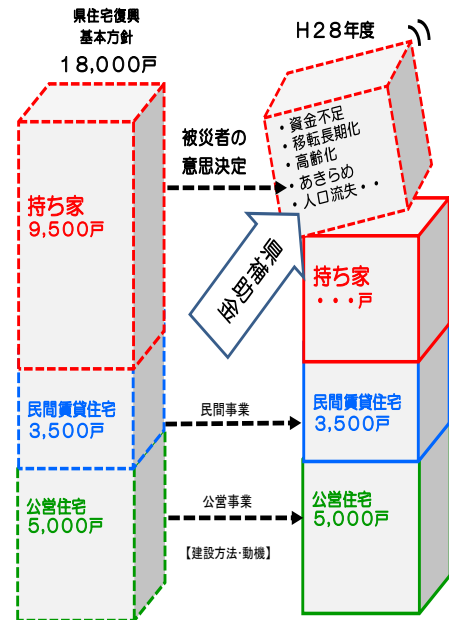 県住宅復興
基本方針
18,000戸
H28年度
持ち家
9,500戸
被災者の
意思決定
・資金不足
・移転長期化
・高齢化
・あきらめ
・人口流失・・
県補助金
持ち家
・・・戸
民間賃貸住宅
3,500戸
民間事業
民間賃貸住宅
3,500戸
公営住宅
5,000戸
公営事業
公営住宅
5,000戸
【建設方法・動機】